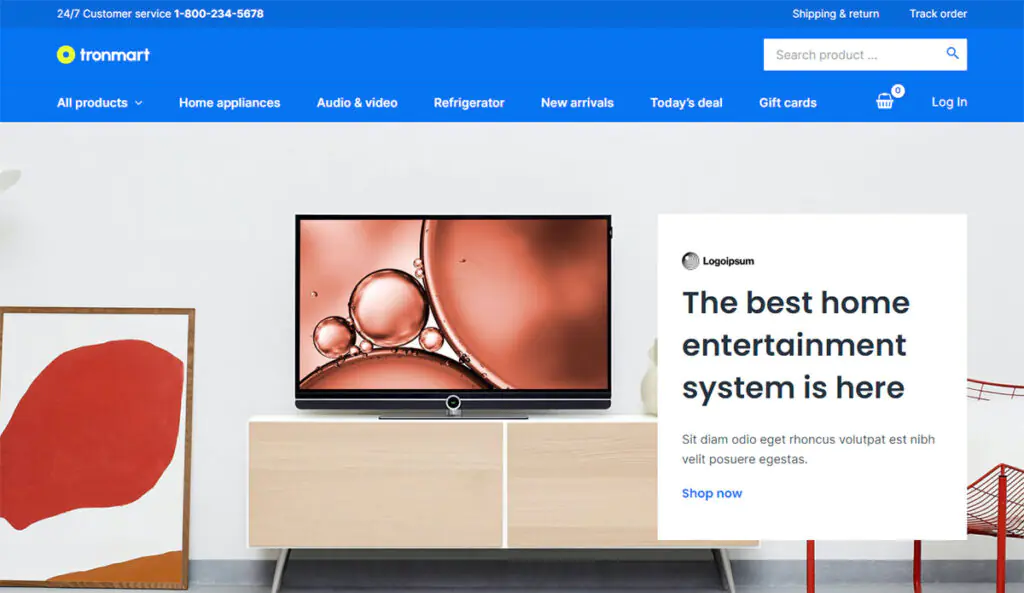 24/7 Customer service 1-800-234-5678
Shipping & return
Track order
tronmart
Search product ...
All products
Home appliances
Audio & video
Refrigerator
New arrivals
Today's deal
Gift cards
0
Log In
Logoipsum
The best home
entertainment
system is here
Sit diam odio eget rhoncus volutpat est nibh
velit posuere egestas.
Shop now